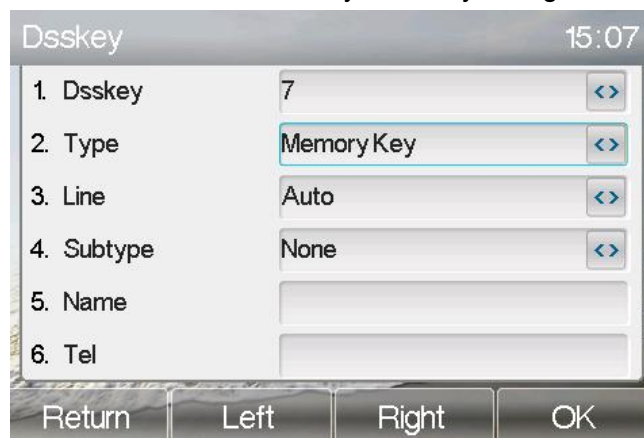 Dsskey 15:07
1. Dsskey 7 <>
2. Type Memory Key <>
3. Line Auto <>
4. Subtype None <>
5. Name
6. Tel
Return Left Right OK